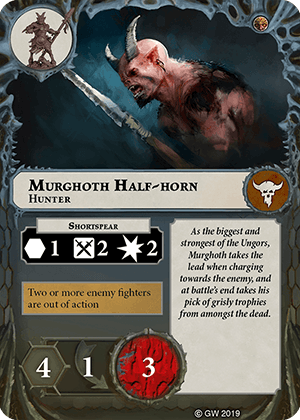 MURGHOTH HALF-HORN
HUNTER
SHORTSPEAR
1 2 2
Two or more enemy fighters
are out of action
As the biggest and
strongest of the Ungors,
Murghoth takes the
lead when charging
towards the enemy, and
at battle's end takes his
pick of grisly trophies
from amongst the dead.
4 1 3
© GW 2019